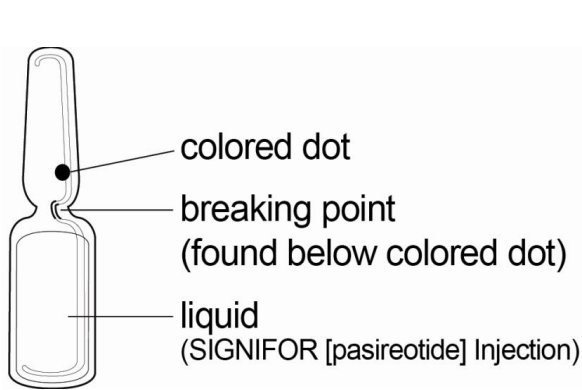 colored dot
breaking point
(found below colored dot)
liquid
(SIGNIFOR [pasireotide] Injection)